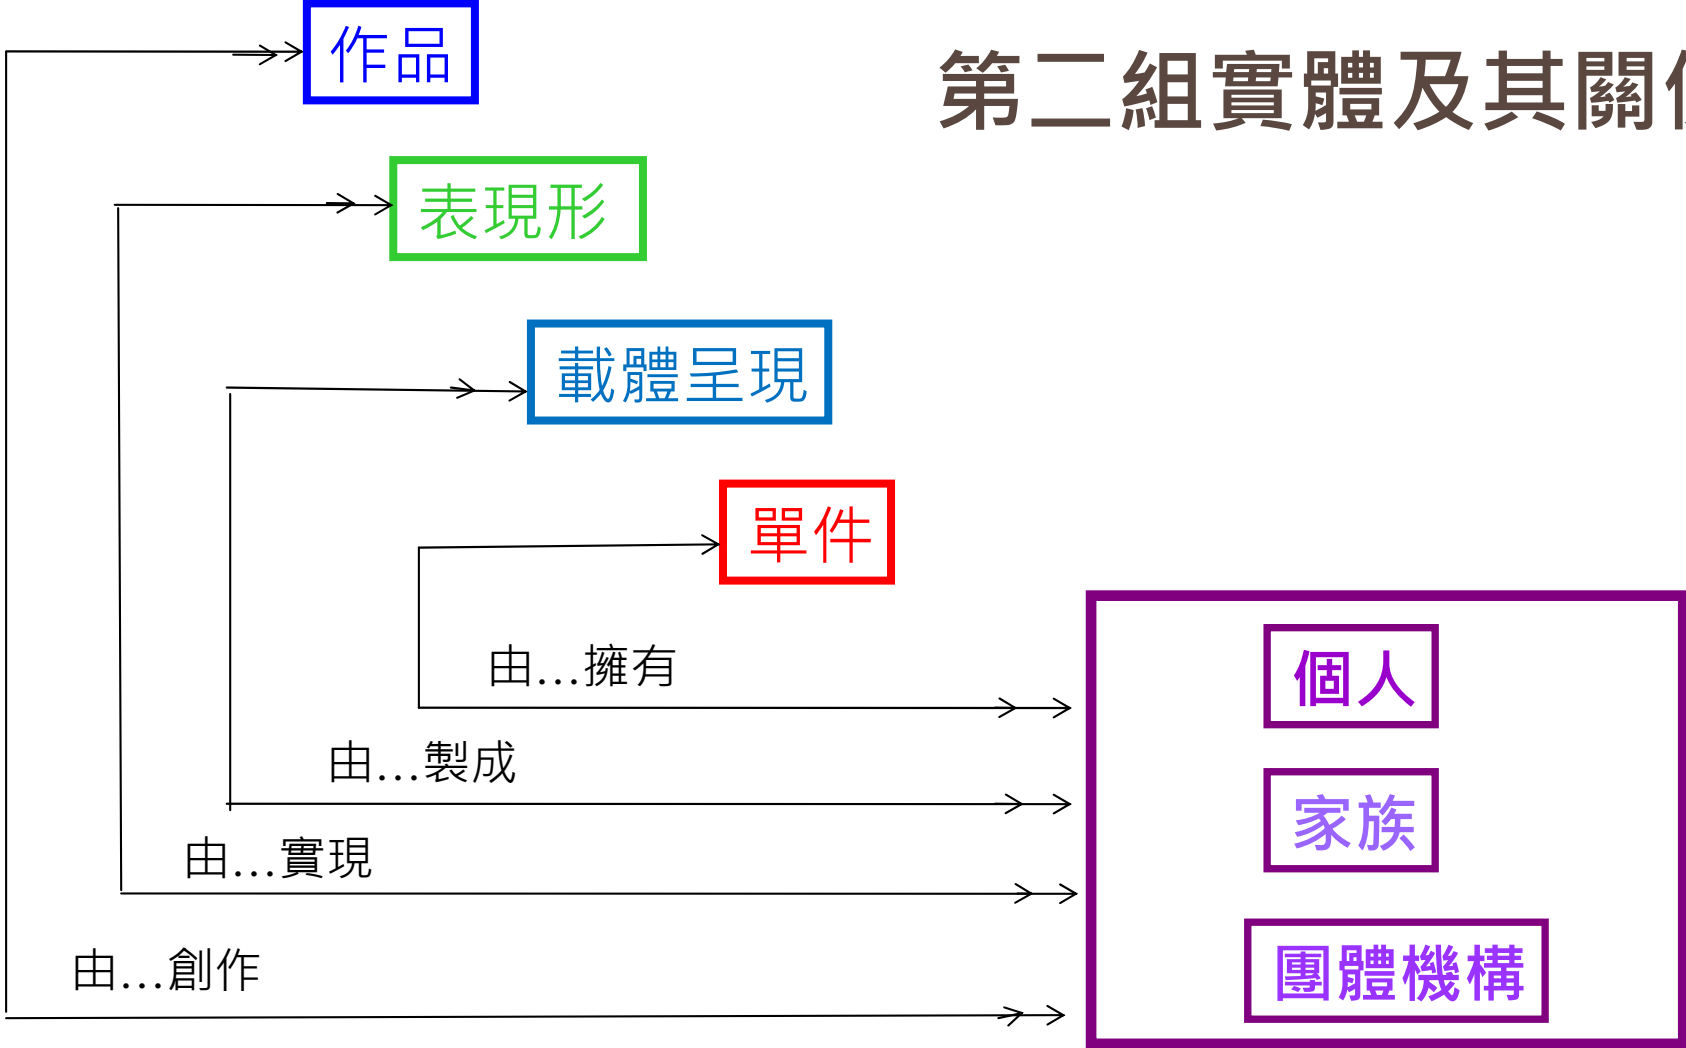 作品
第二組實體及其關係
表現形
載體呈現
單件
由…擁有
個人
由…製成
家族
由…實現
團體機構
由…創作